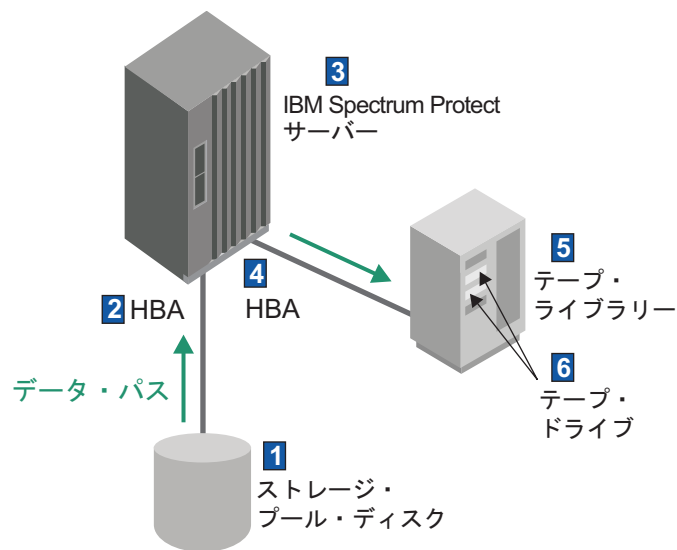 3
IBM Spectrum Protect
サーバー
4
HBA
2 HBA
5
テープ・
ライブラリー
6
テープ・
ドライブ
データ・パス
1
ストレージ・
プール・ディスク